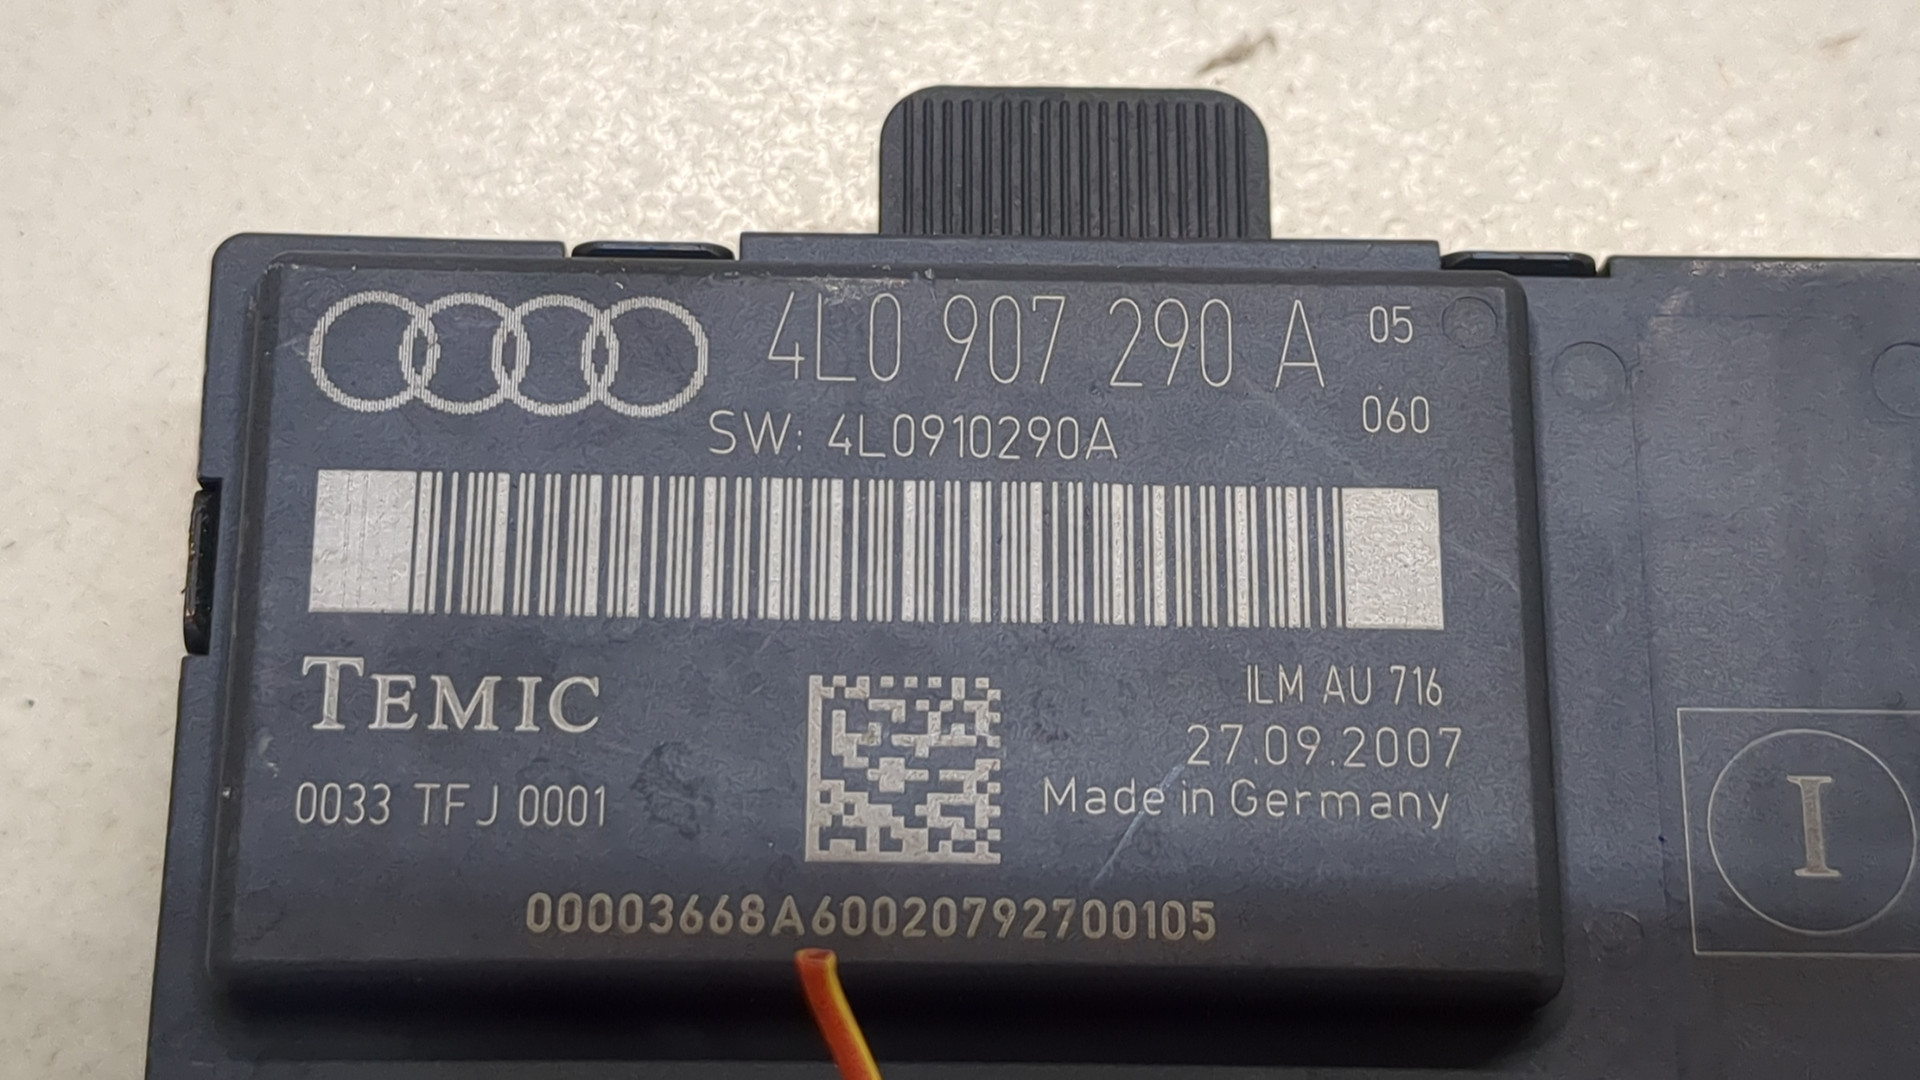 4L0 907 290 A 05
060
SW: 4L0910290A
TEMIC
ILM AU 716
27.09.2007
0033 TFJ 0001
Made in Germany
00003668A60020792700105
I